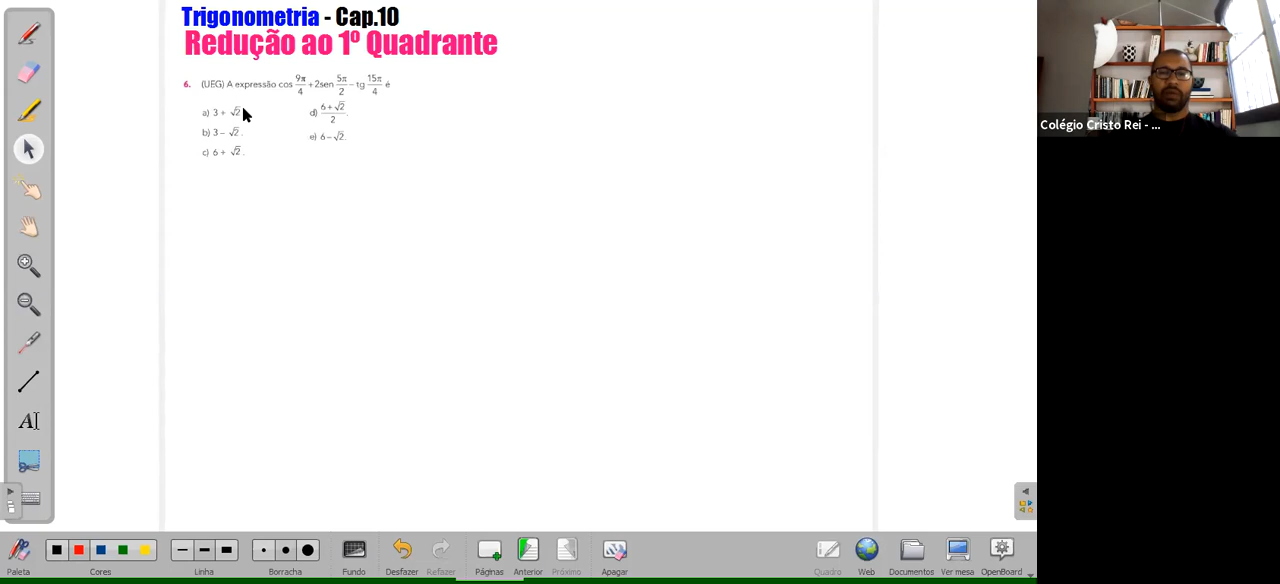 Trigonometria - Cap.10
Redução ao 1º Quadrante
6. (UEG) A expressão cos 9π/4 + 2sen 5π/2 − tg 15π/4 é
a) 3 + √2
b) 3 − √2.
c) 6 + √2.
d) (6 + √2)/2.
e) 6 − √2.
Colégio Cristo Rei - ...
Paleta
Cores
Linha
Borracha
Fundo
Desfazer
Refazer
Páginas
Anterior
Próximo
Apagar
Quadro
Web
Documentos
Ver mesa
OpenBoard